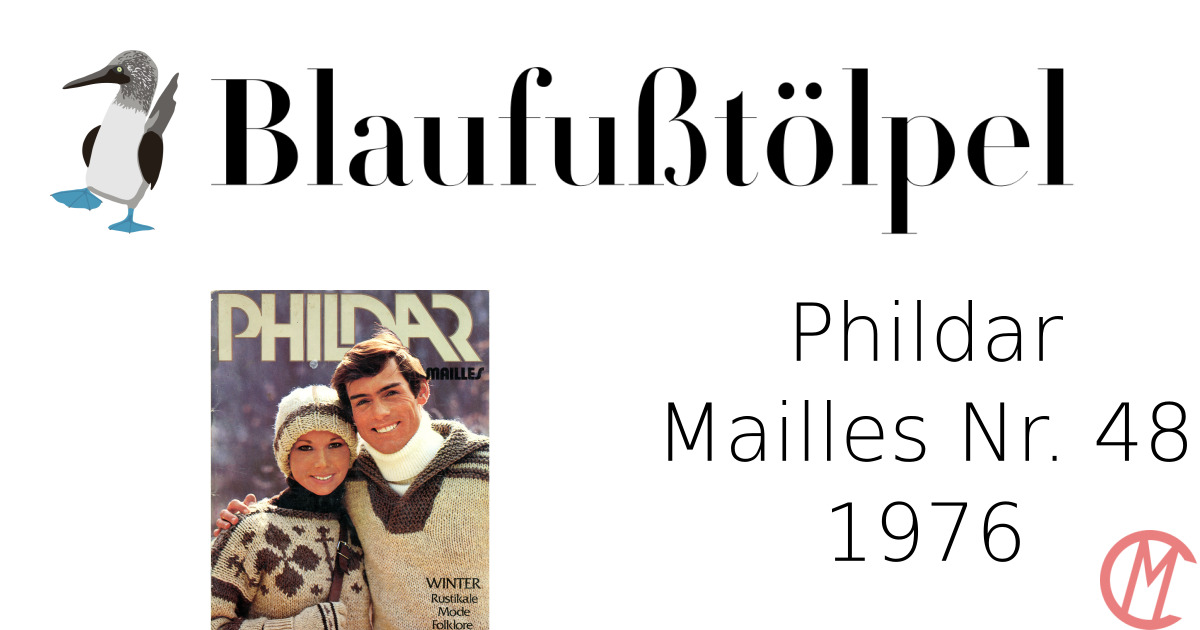 Blaufußtölpel
PHILDAR
MAILLES
WINTER
Rustikale
Mode
Folklore
Phildar
Mailles Nr. 48
1976